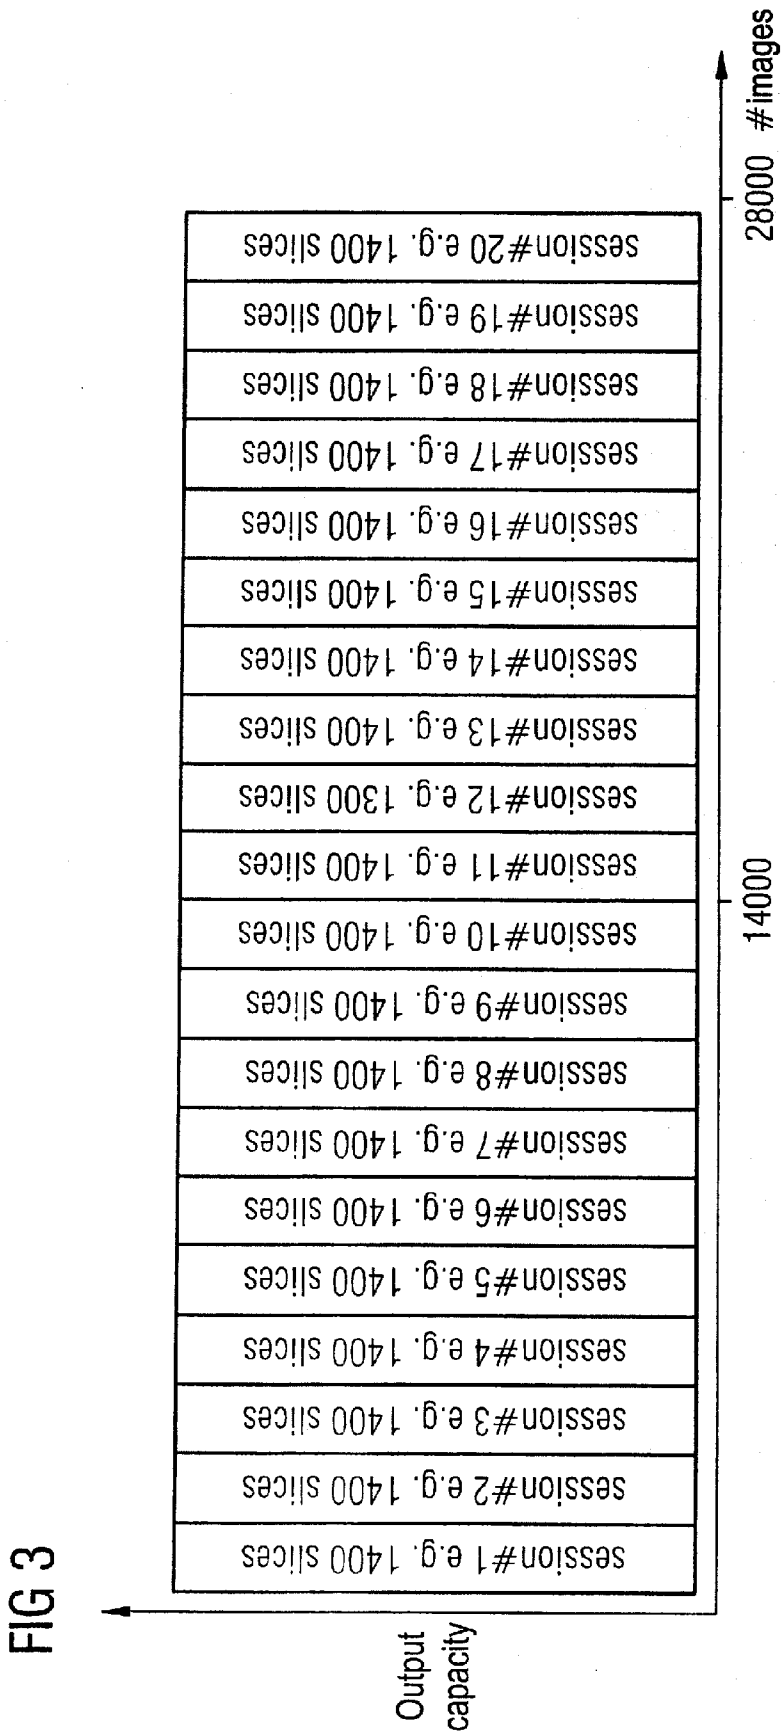 FIG 3
Output
capacity
session#1 e.g. 1400 slices
session#2 e.g. 1400 slices
session#3 e.g. 1400 slices
session#4 e.g. 1400 slices
session#5 e.g. 1400 slices
session#6 e.g. 1400 slices
session#7 e.g. 1400 slices
session#8 e.g. 1400 slices
session#9 e.g. 1400 slices
session#10 e.g. 1400 slices
session#11 e.g. 1400 slices
session#12 e.g. 1300 slices
session#13 e.g. 1400 slices
session#14 e.g. 1400 slices
session#15 e.g. 1400 slices
session#16 e.g. 1400 slices
session#17 e.g. 1400 slices
session#18 e.g. 1400 slices
session#19 e.g. 1400 slices
session#20 e.g. 1400 slices
14000
28000
#images